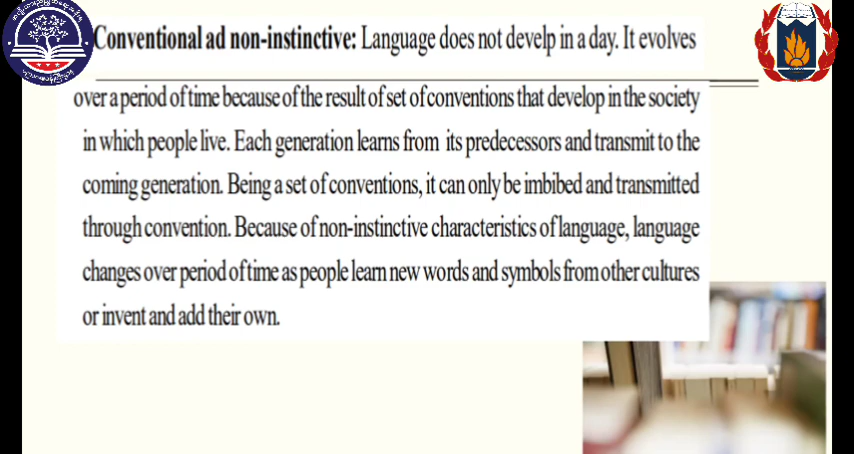 Conventional ad non-instinctive: Language does not develp in a day. It evolves
over a period of time because of the result of set of conventions that develop in the society
in which people live. Each generation learns from its predecessors and transmit to the
coming generation. Being a set of conventions, it can only be imbibed and transmitted
through convention. Because of non-instinctive characteristics of language, language
changes over period of time as people learn new words and symbols from other cultures
or invent and add their own.